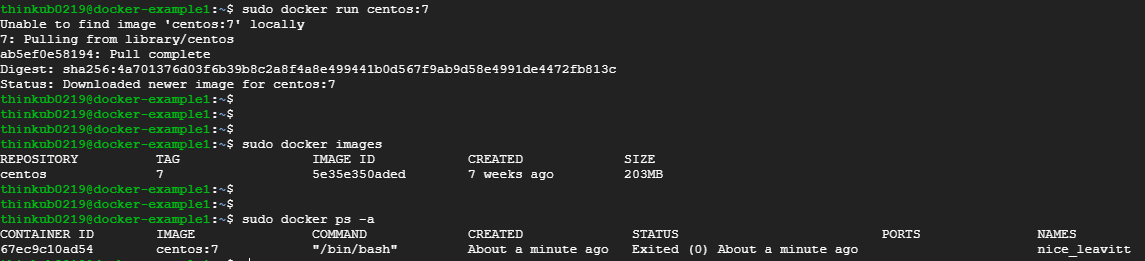 thinkub0219@docker-example1:~$ sudo docker run centos:7
Unable to find image 'centos:7' locally
7: Pulling from library/centos
ab5ef0e58194: Pull complete
Digest: sha256:4a701376d03f6b39b8c2a8f4a8e499441b0d567f9ab9d58e4991de4472fb813c
Status: Downloaded newer image for centos:7
thinkub0219@docker-example1:~$
thinkub0219@docker-example1:~$
thinkub0219@docker-example1:~$
thinkub0219@docker-example1:~$ sudo docker images
REPOSITORY TAG IMAGE ID CREATED SIZE
centos 7 5e35e350aded 7 weeks ago 203MB
thinkub0219@docker-example1:~$
thinkub0219@docker-example1:~$
thinkub0219@docker-example1:~$ sudo docker ps -a
CONTAINER ID IMAGE COMMAND CREATED STATUS PORTS NAMES
67ec9c10ad54 centos:7 "/bin/bash" About a minute ago Exited (0) About a minute ago nice_leavitt